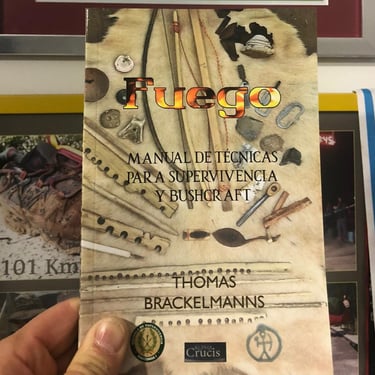 Fuego
MANUAL DE TÉCNICAS
PARA SUPERVIVENCIA
Y BUSHCRAFT
101 Km
THOMAS
BRACKELMANNS
Crucis